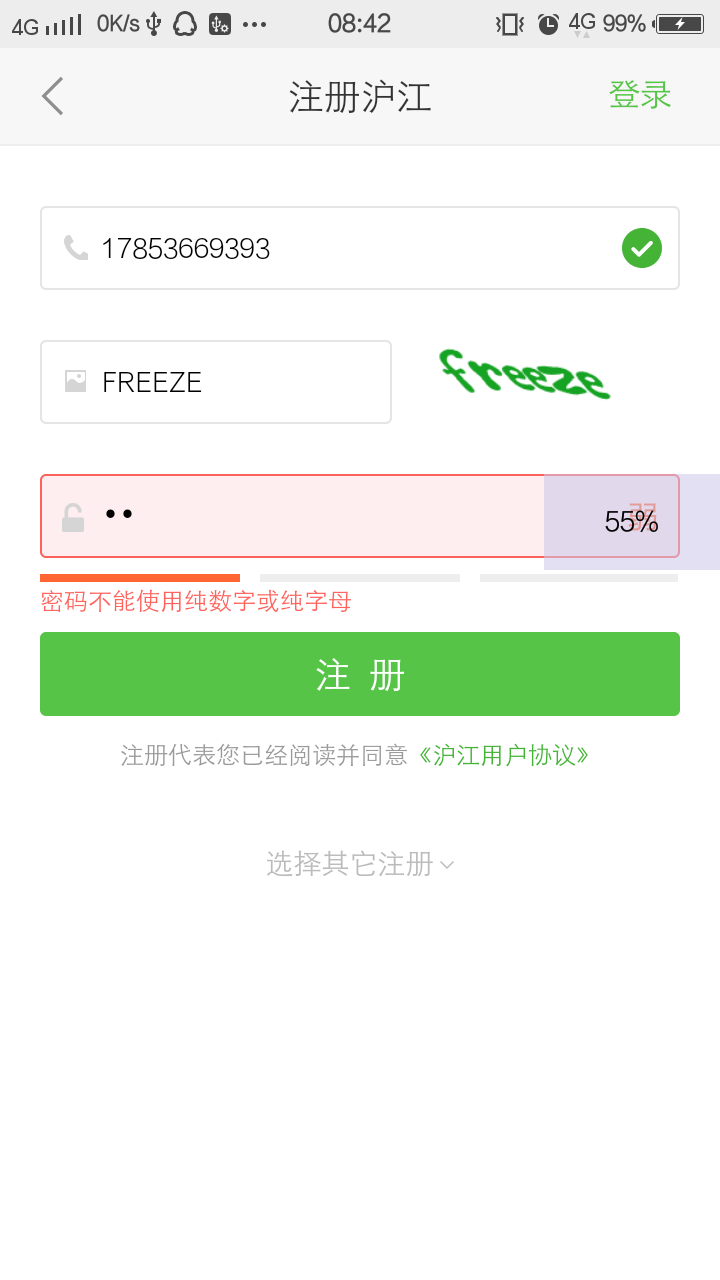 4G 0K/s 08:42 4G 99%
注册沪江 登录
17853669393
FREEZE freeze
•• 弱 55%
密码不能使用纯数字或纯字母
注 册
注册代表您已经阅读并同意《沪江用户协议》
选择其它注册